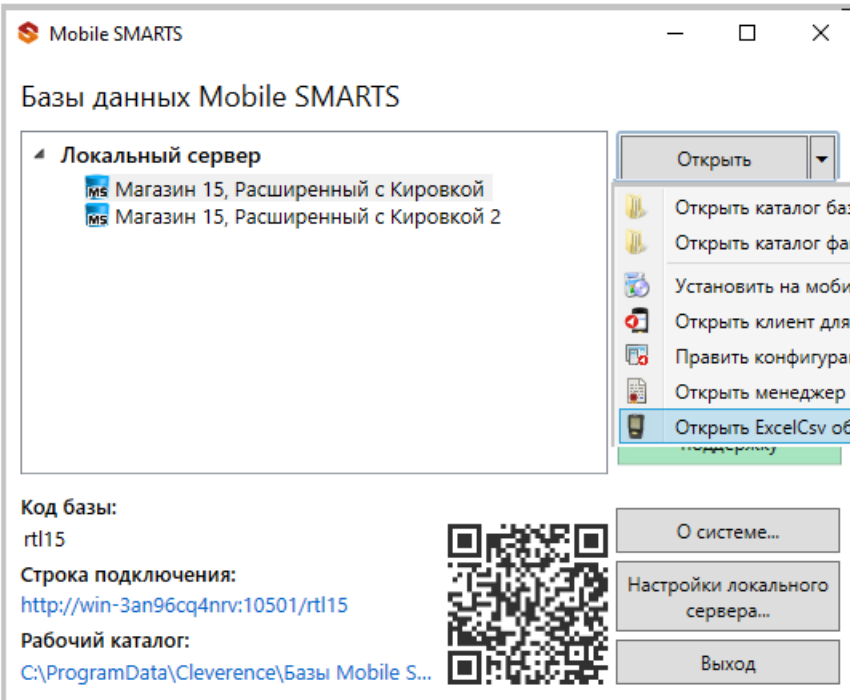 Mobile SMARTS
Базы данных Mobile SMARTS
Локальный сервер
MS Магазин 15, Расширенный с Кировкой
MS Магазин 15, Расширенный с Кировкой 2
Открыть
Открыть каталог баз
Открыть каталог фа
Установить на моби
Открыть клиент для
Править конфигура
Открыть менеджер
Открыть ExcelCsv об
поддержку
Код базы:
rtl15
Строка подключения:
http://win-3an96cq4nrv:10501/rtl15
Рабочий каталог:
C:\ProgramData\Cleverence\Базы Mobile S...
О системе...
Настройки локального
сервера...
Выход